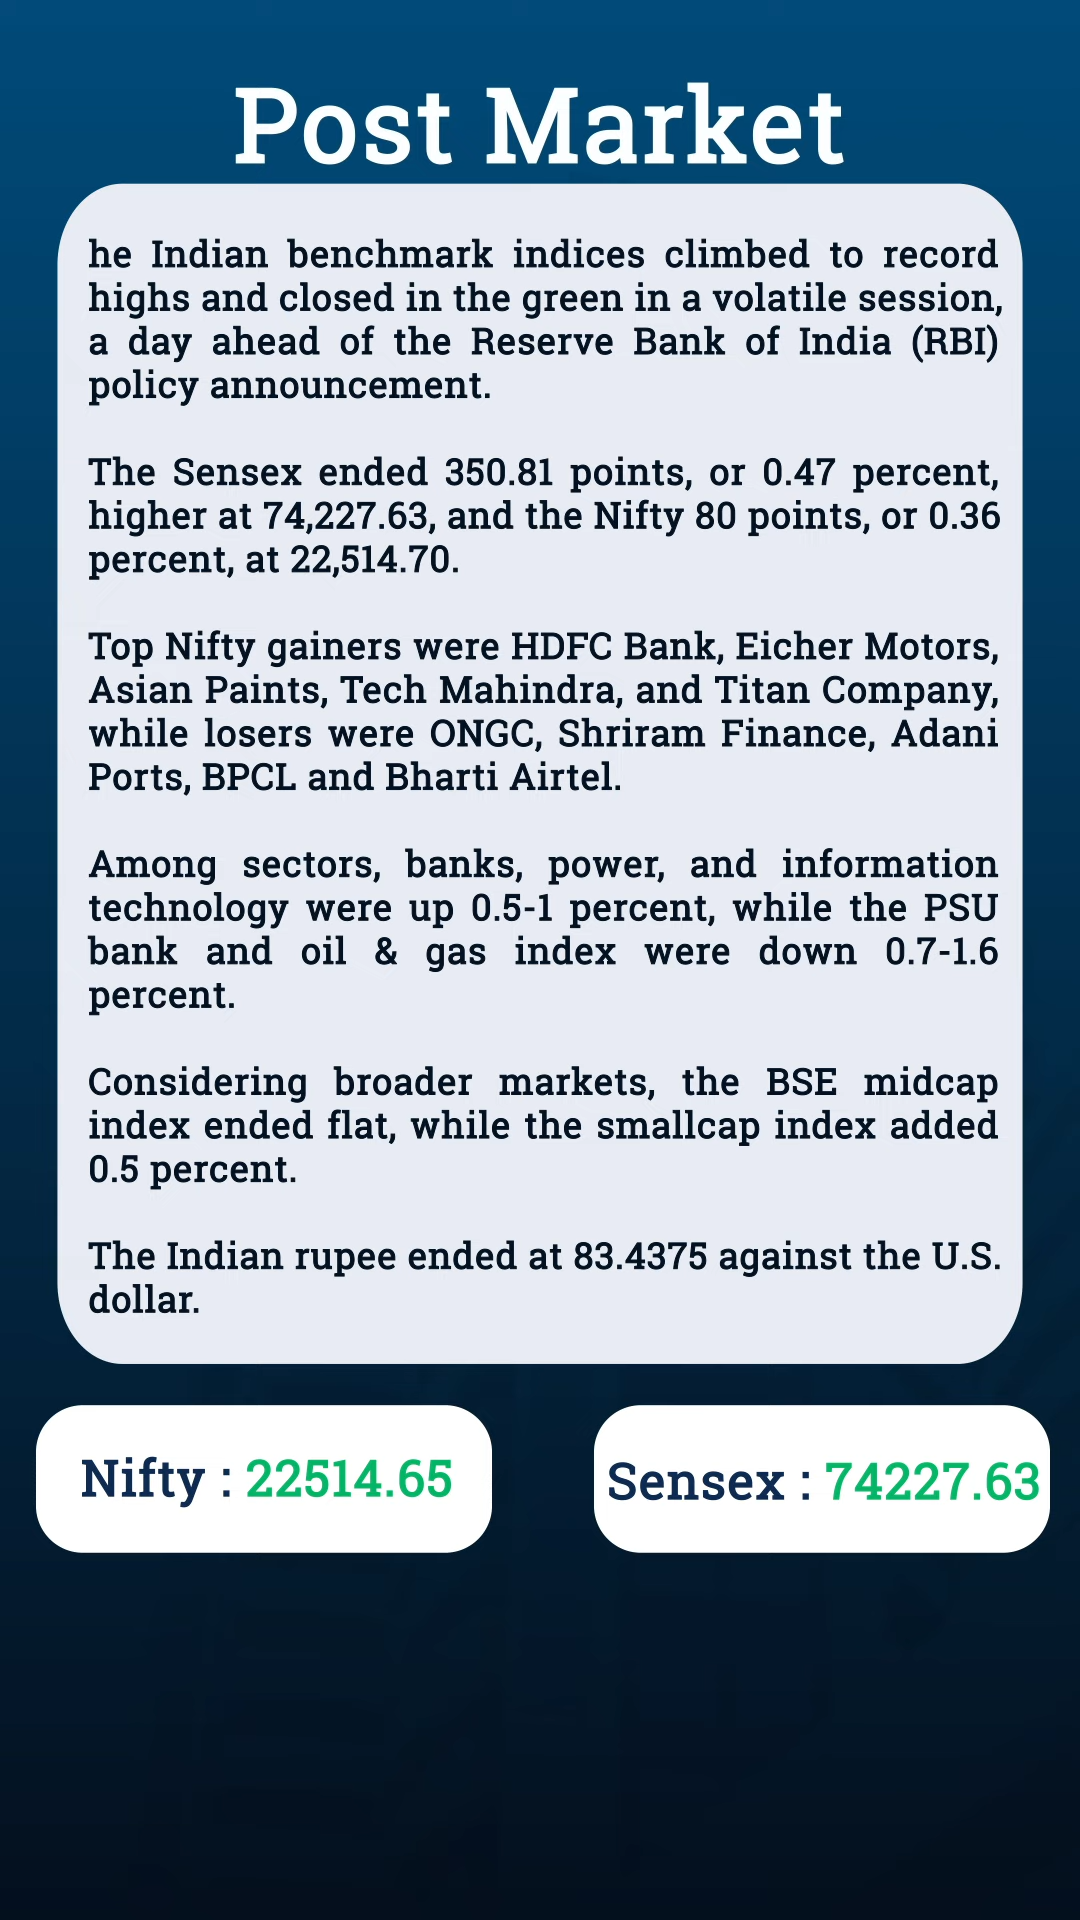 Post Market
he Indian benchmark indices climbed to record
highs and closed in the green in a volatile session,
a day ahead of the Reserve Bank of India (RBI)
policy announcement.
The Sensex ended 350.81 points, or 0.47 percent,
higher at 74,227.63, and the Nifty 80 points, or 0.36
percent, at 22,514.70.
Top Nifty gainers were HDFC Bank, Eicher Motors,
Asian Paints, Tech Mahindra, and Titan Company,
while losers were ONGC, Shriram Finance, Adani
Ports, BPCL and Bharti Airtel.
Among sectors, banks, power, and information
technology were up 0.5-1 percent, while the PSU
bank and oil & gas index were down 0.7-1.6
percent.
Considering broader markets, the BSE midcap
index ended flat, while the smallcap index added
0.5 percent.
The Indian rupee ended at 83.4375 against the U.S.
dollar.
Nifty : 22514.65
Sensex : 74227.63